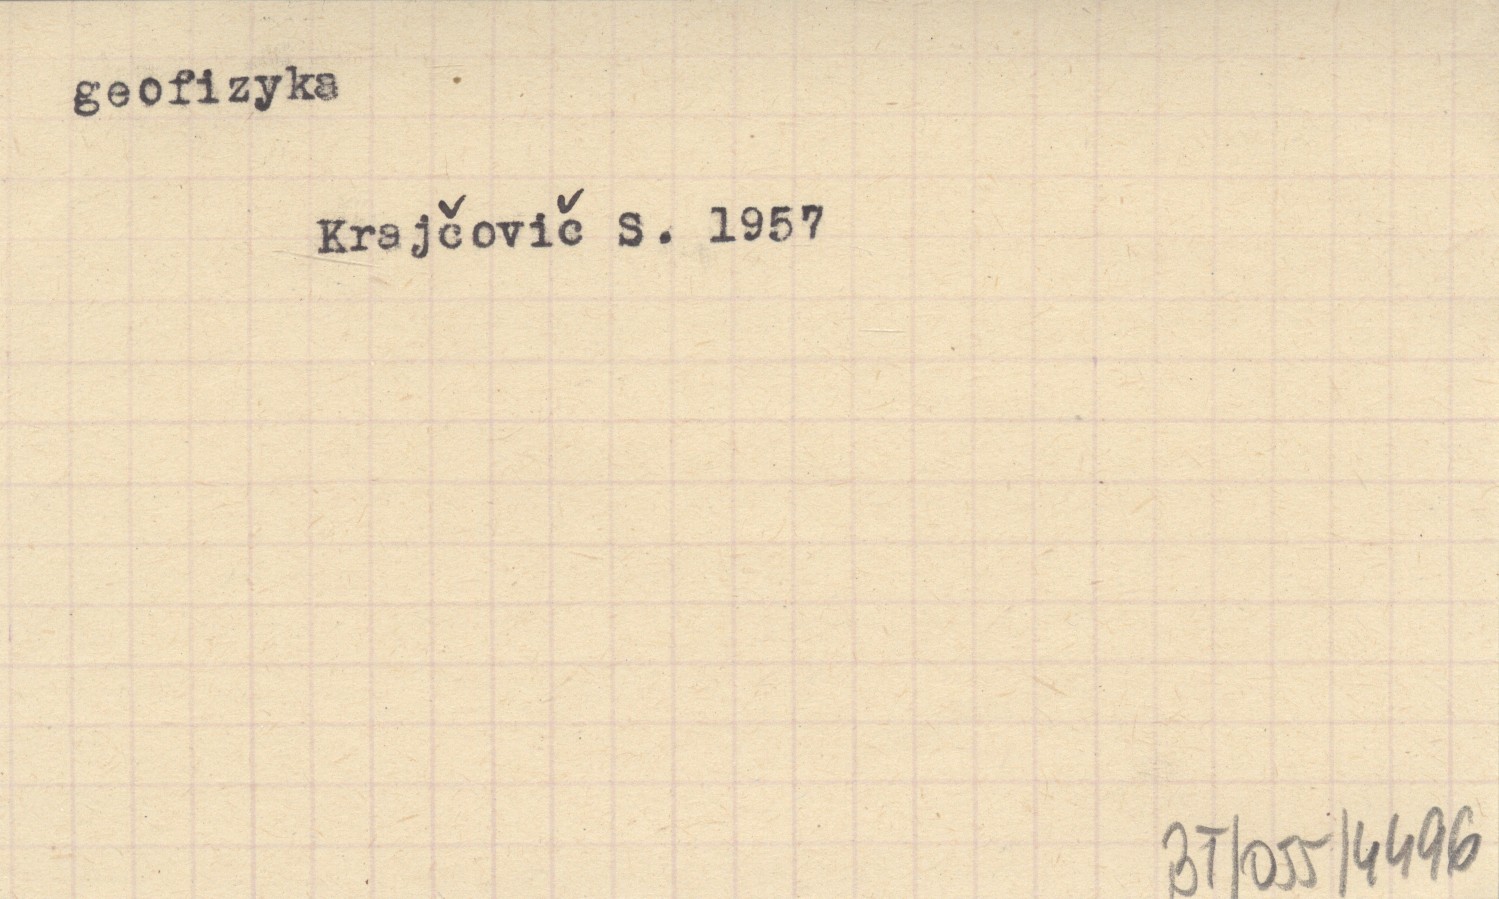 geofizyka
Krajčovič S. 1957
BT/055/4496